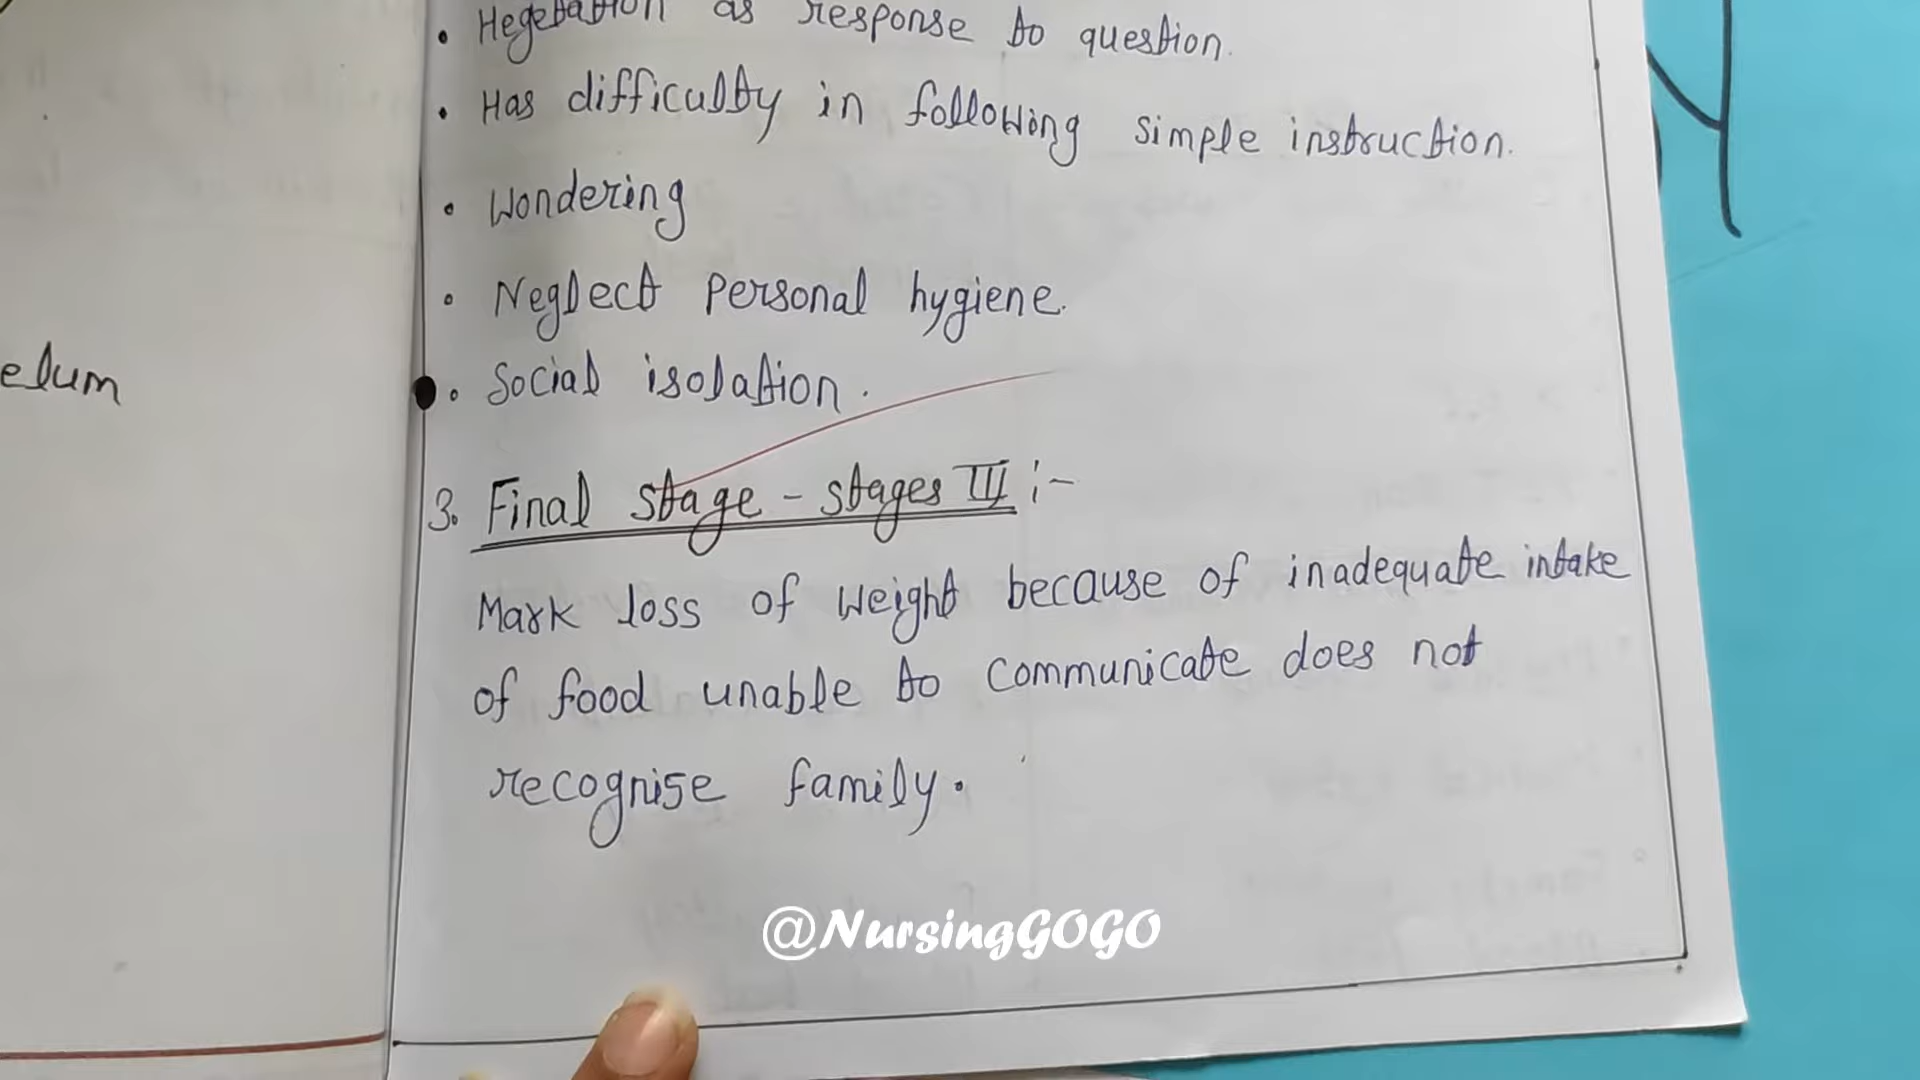 • Hegetation as response to question.
• Has difficulty in following simple instruction.
• Wondering
• Neglect Personal hygiene.
elum
• Social isolation.
3. Final stage - stages III :-
Mark loss of weight because of inadequate intake
of food unable to communicate does not
recognise family.
@NursingGOGO